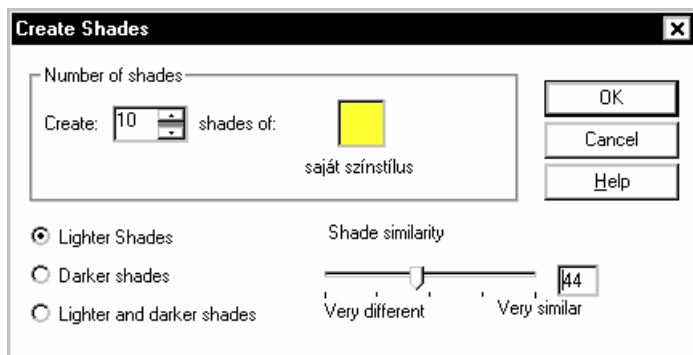 Create Shades
Number of shades
Create: 10 shades of:
saját színstílus
OK
Cancel
Help
Lighter Shades
Darker shades
Lighter and darker shades
Shade similarity
44
Very different Very similar